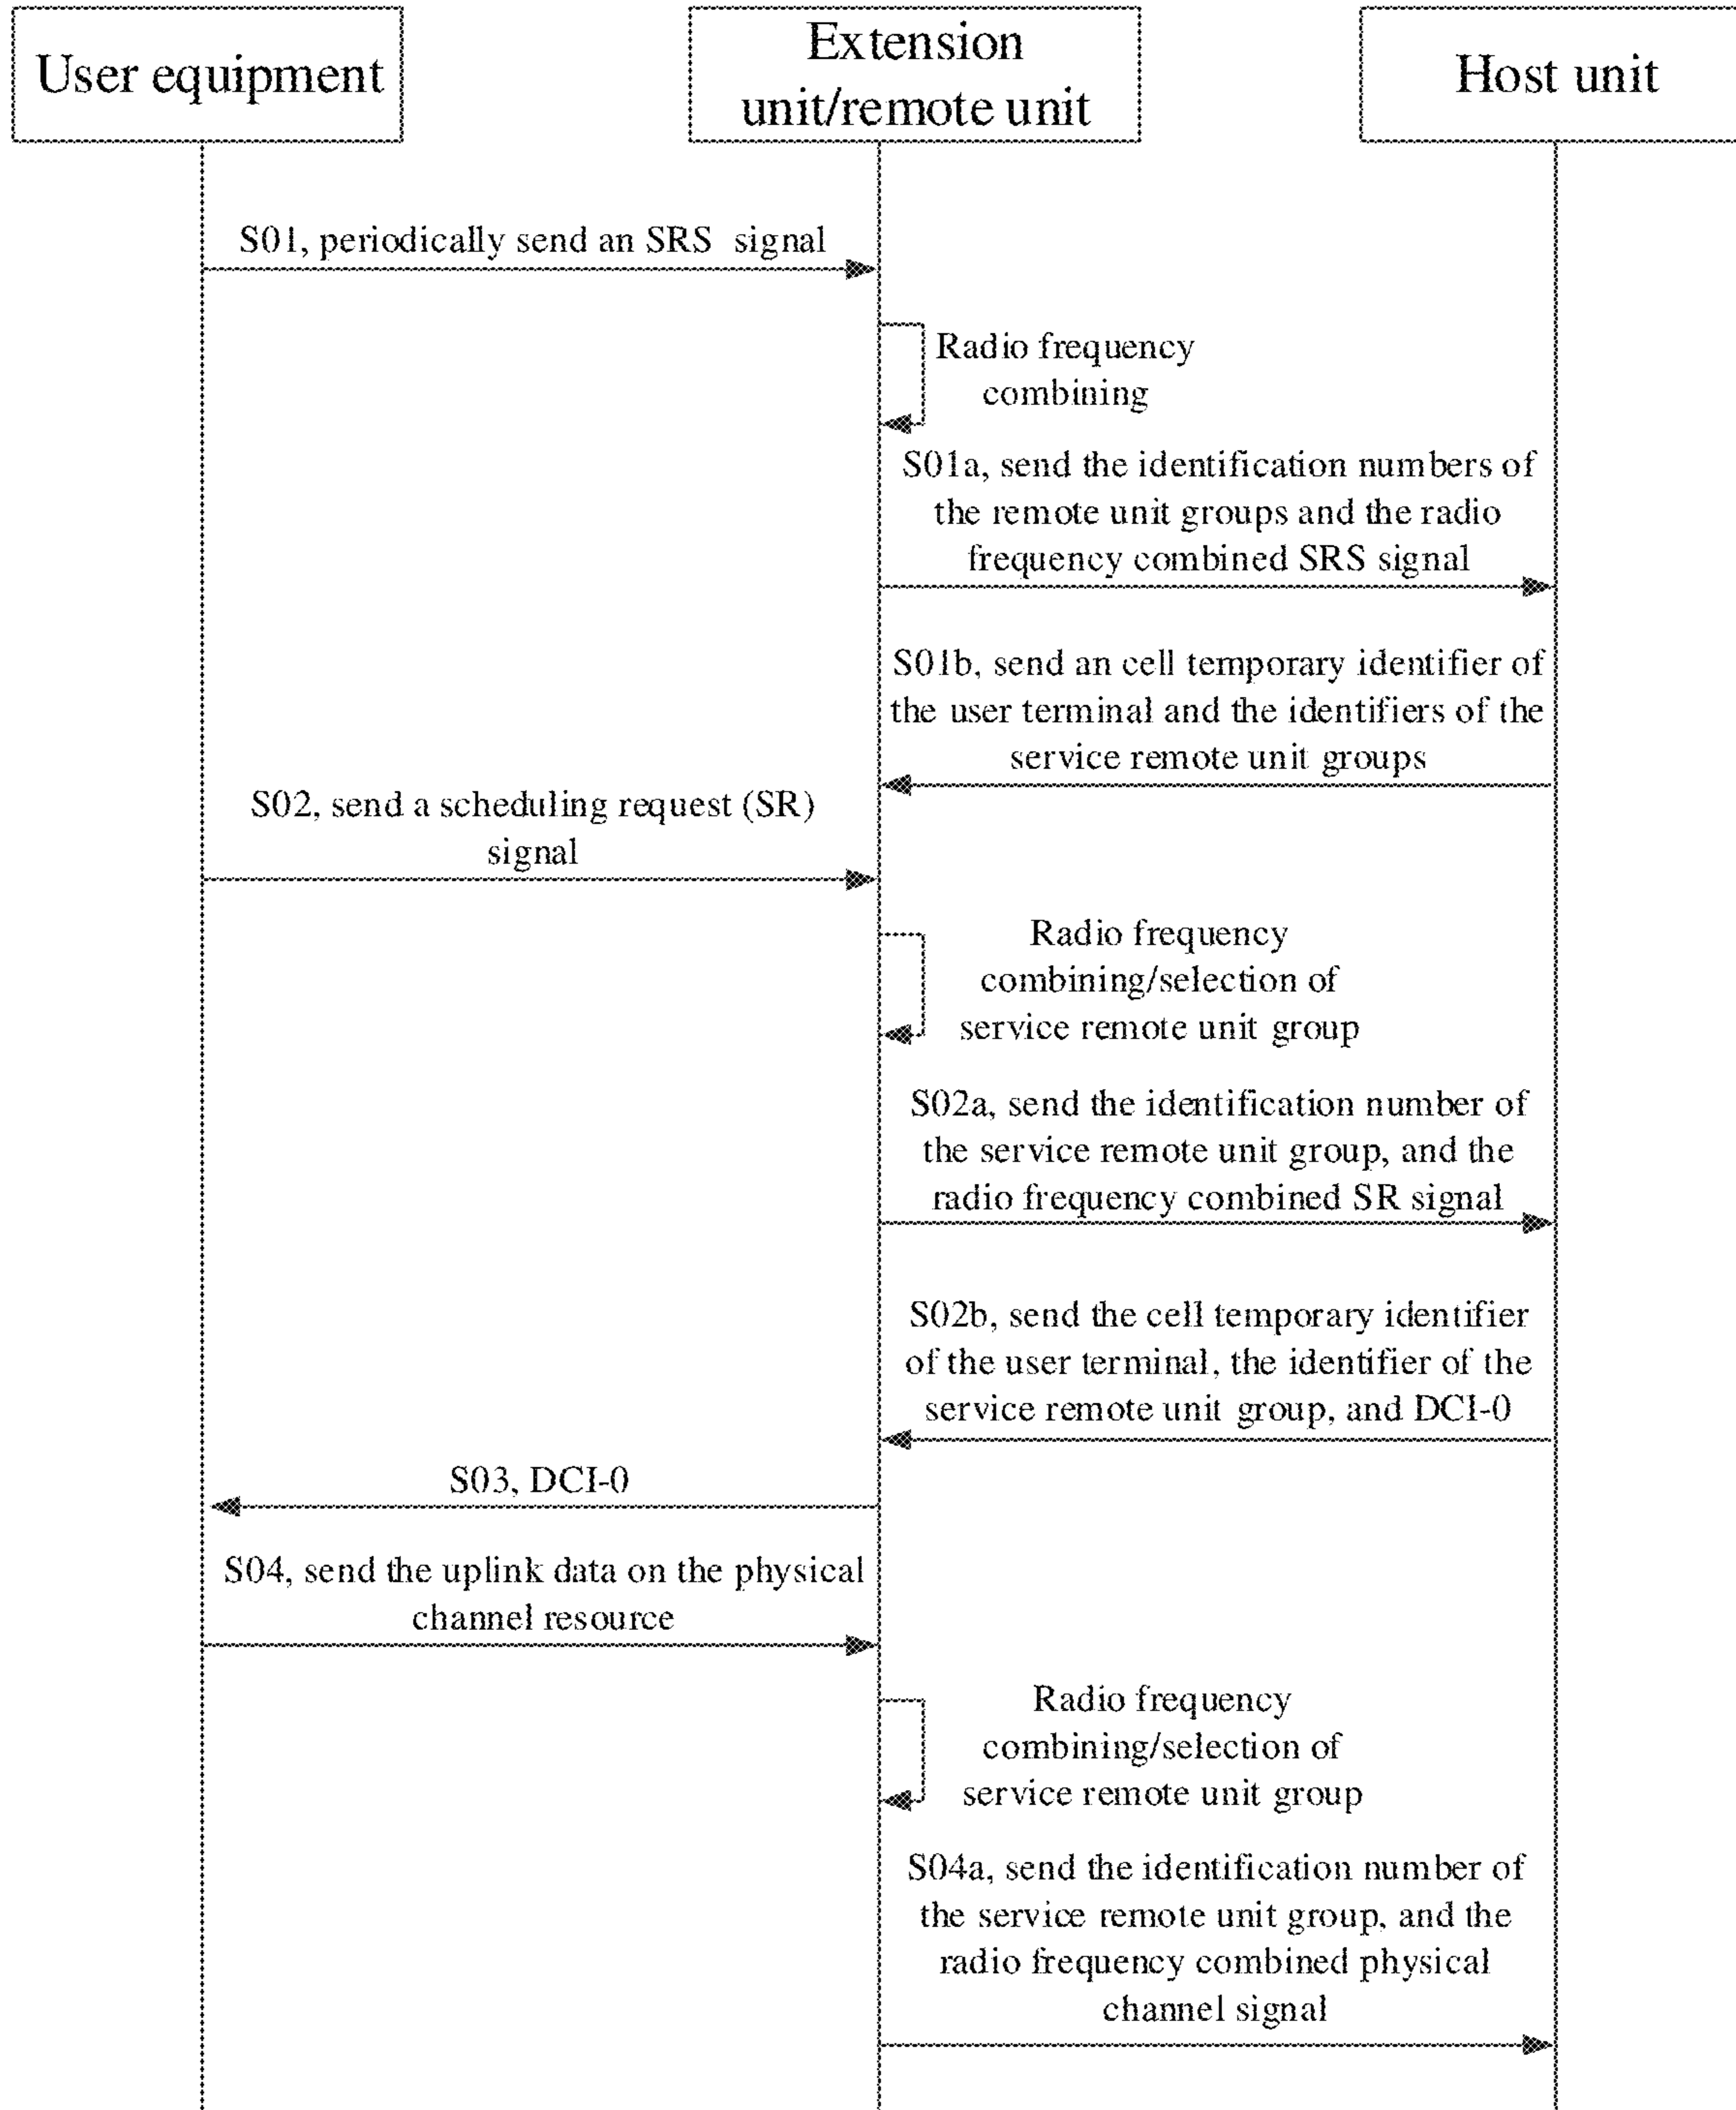 User equipment
Extension
unit/remote unit
Host unit
S01, periodically send an SRS signal
Radio frequency
combining
S01a, send the identification numbers of
the remote unit groups and the radio
frequency combined SRS signal
S01b, send an cell temporary identifier of
the user terminal and the identifiers of the
service remote unit groups
S02, send a scheduling request (SR)
signal
Radio frequency
combining/selection of
service remote unit group
S02a, send the identification number of
the service remote unit group, and the
radio frequency combined SR signal
S02b, send the cell temporary identifier
of the user terminal, the identifier of the
service remote unit group, and DCI-0
S03, DCI-0
S04, send the uplink data on the physical
channel resource
Radio frequency
combining/selection of
service remote unit group
S04a, send the identification number of
the service remote unit group, and the
radio frequency combined physical
channel signal